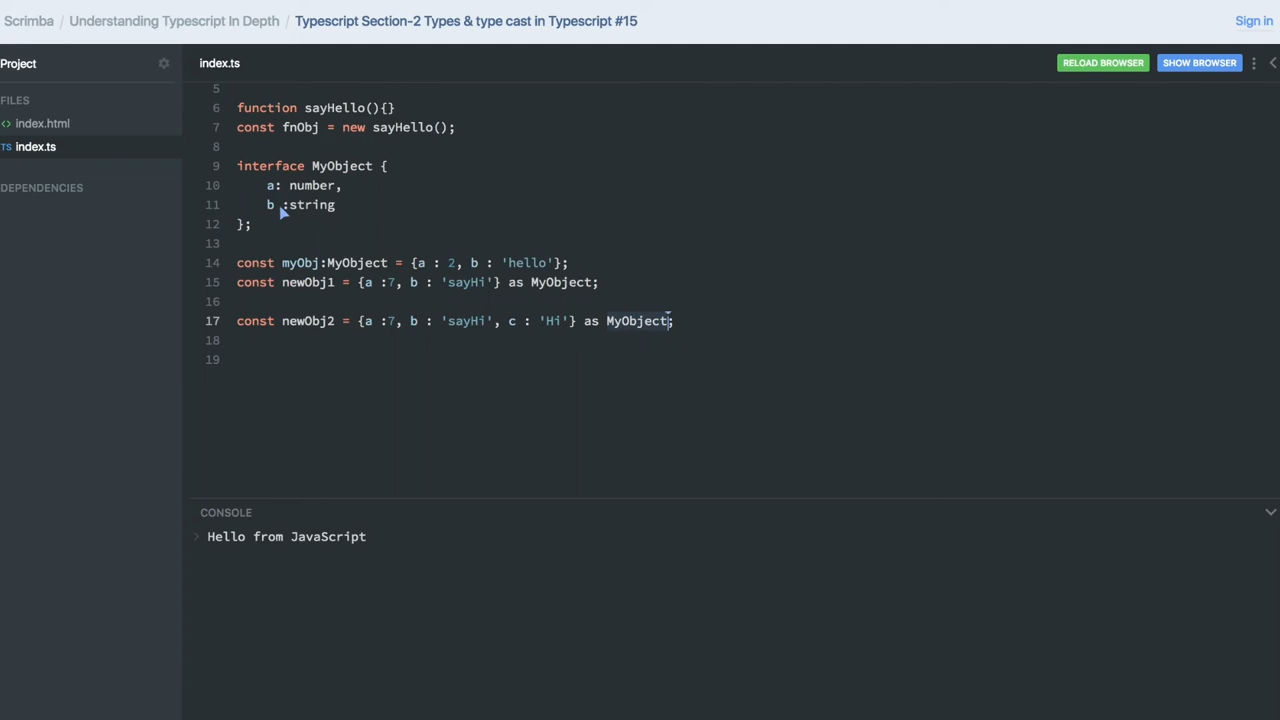 Scrimba / Understanding Typescript In Depth / Typescript Section-2 Types & type cast in Typescript #15 Sign in
Project index.ts RELOAD BROWSER SHOW BROWSER
FILES
<> index.html
TS index.ts
DEPENDENCIES
5
6 function sayHello(){}
7 const fnObj = new sayHello();
8
9 interface MyObject {
10 a: number,
11 b :string
12 };
13
14 const myObj:MyObject = {a : 2, b : 'hello'};
15 const newObj1 = {a :7, b : 'sayHi'} as MyObject;
16
17 const newObj2 = {a :7, b : 'sayHi', c : 'Hi'} as MyObject;
18
19
CONSOLE
> Hello from JavaScript